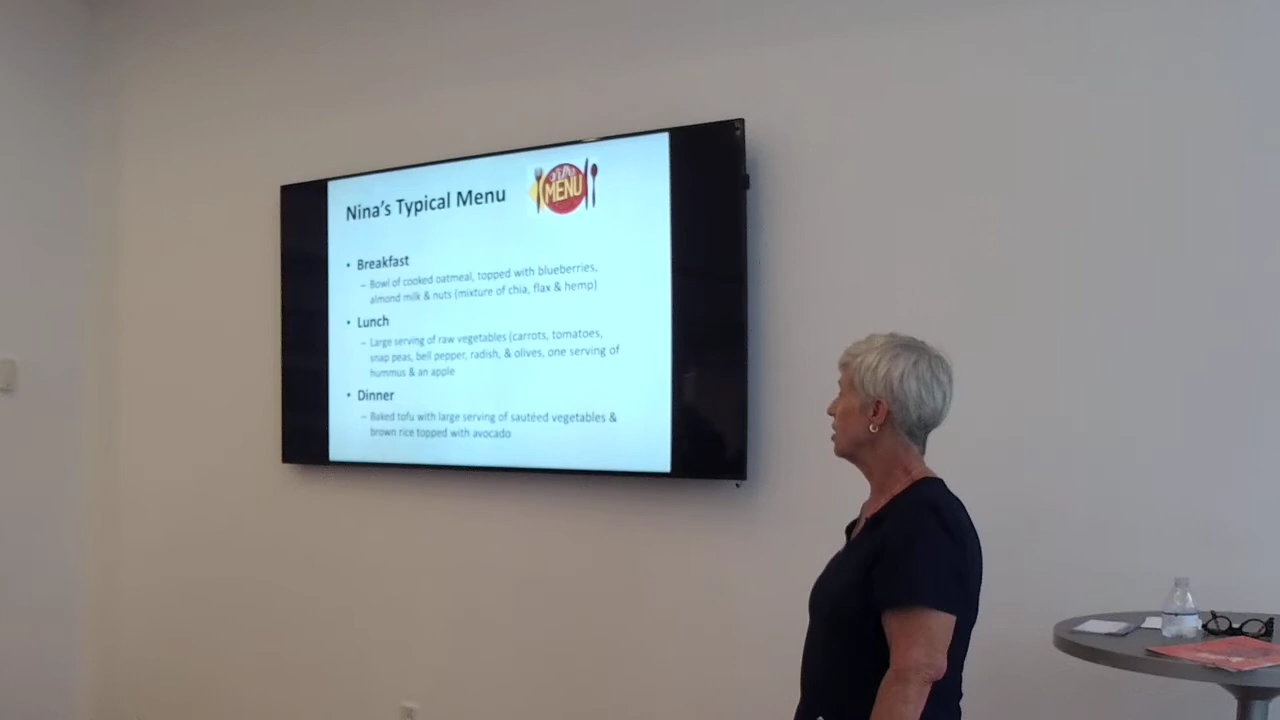 Nina's Typical Menu
MENU
• Breakfast
– Bowl of cooked oatmeal, topped with blueberries,
almond milk & nuts (mixture of chia, flax & hemp)
• Lunch
– Large serving of raw vegetables (carrots, tomatoes,
snap peas, bell pepper, radish, & olives, one serving of
hummus & an apple
• Dinner
– Baked tofu with large serving of sautéed vegetables &
brown rice topped with avocado